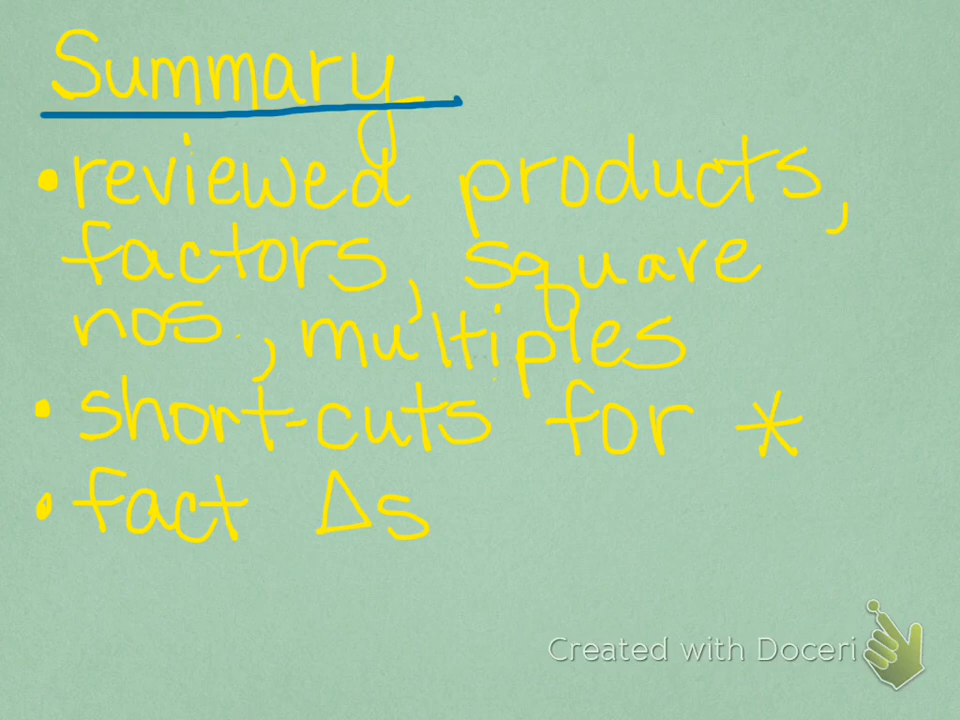 Summary
• reviewed products,
factors, square
nos., multiples
• short-cuts for *
• fact Δs
Created with Doceri